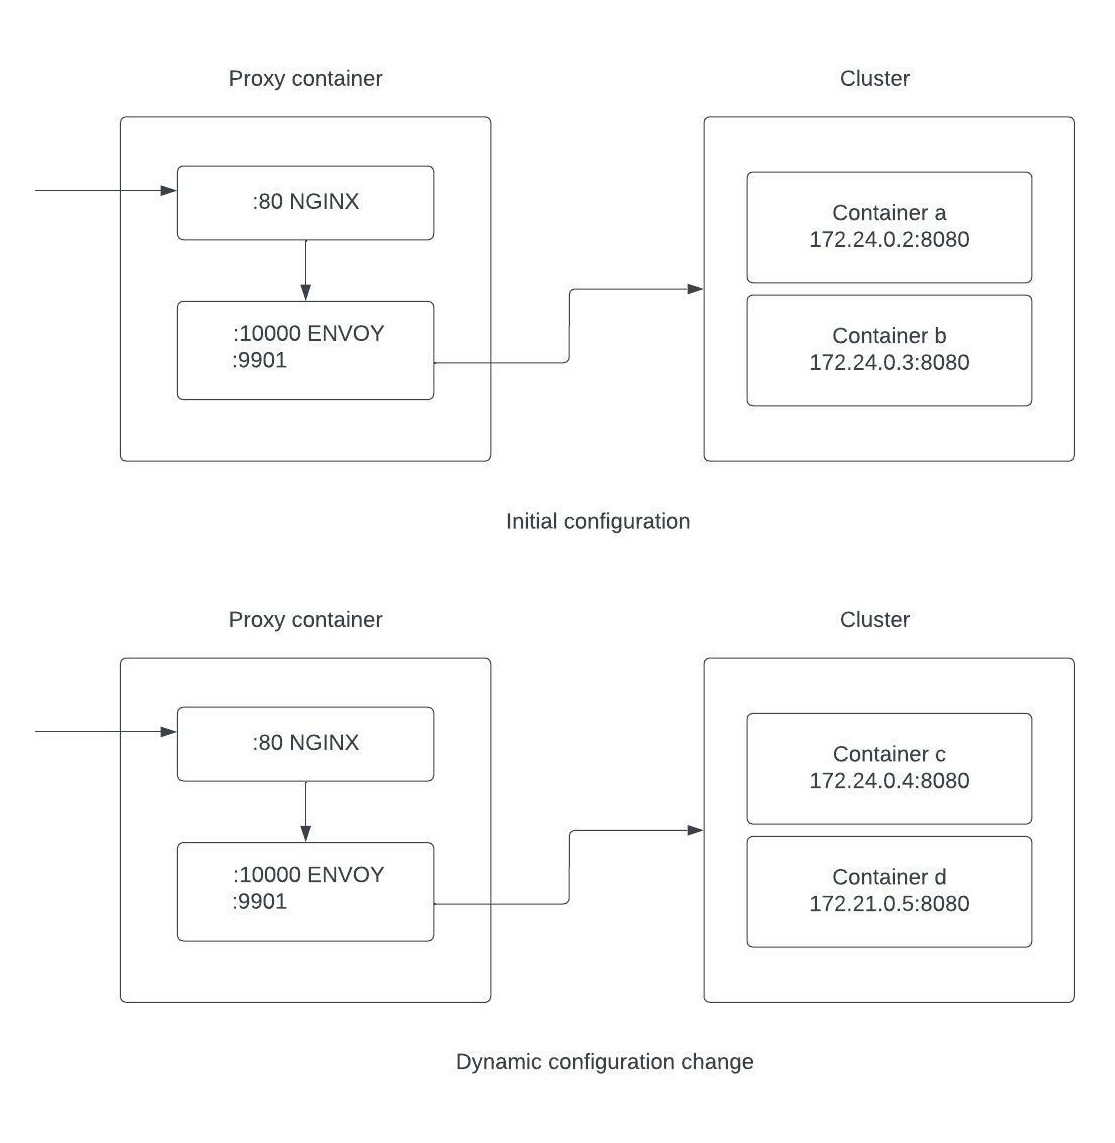 Proxy container
Cluster
:80 NGINX
:10000 ENVOY
:9901
Container a
172.24.0.2:8080
Container b
172.24.0.3:8080
Initial configuration
Proxy container
Cluster
:80 NGINX
:10000 ENVOY
:9901
Container c
172.24.0.4:8080
Container d
172.21.0.5:8080
Dynamic configuration change